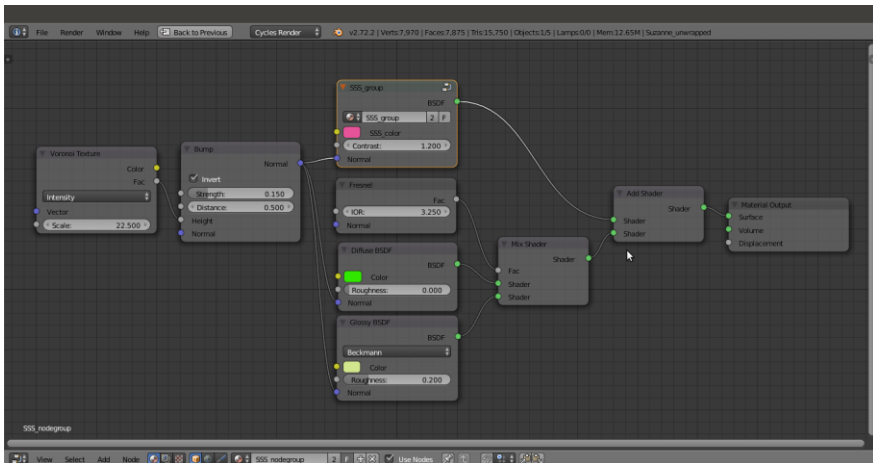 File Render Window Help Back to Previous Cycles Render v2.72.2 | Verts:7,970 | Faces:7,875 | Tris:15,750 | Objects:1/5 | Lamps:0/0 | Mem:12.65M | Suzanne_unwrapped
SSS_group
BSDF
SSS_group 2 F
SSS_color
Contrast: 1.200
Normal
Voronoi Texture
Color
Fac
Intensity
Vector
Scale: 22.500
Bump
Normal
Invert
Strength: 0.150
Distance: 0.500
Height
Normal
Fresnel
Fac
IOR: 3.250
Normal
Diffuse BSDF
BSDF
Color
Roughness: 0.000
Normal
Glossy BSDF
BSDF
Beckmann
Color
Roughness: 0.200
Normal
Mix Shader
Shader
Fac
Shader
Shader
Add Shader
Shader
Shader
Shader
Material Output
Surface
Volume
Displacement
SSS_nodegroup
View Select Add Node SSS_nodegroup 2 F Use Nodes